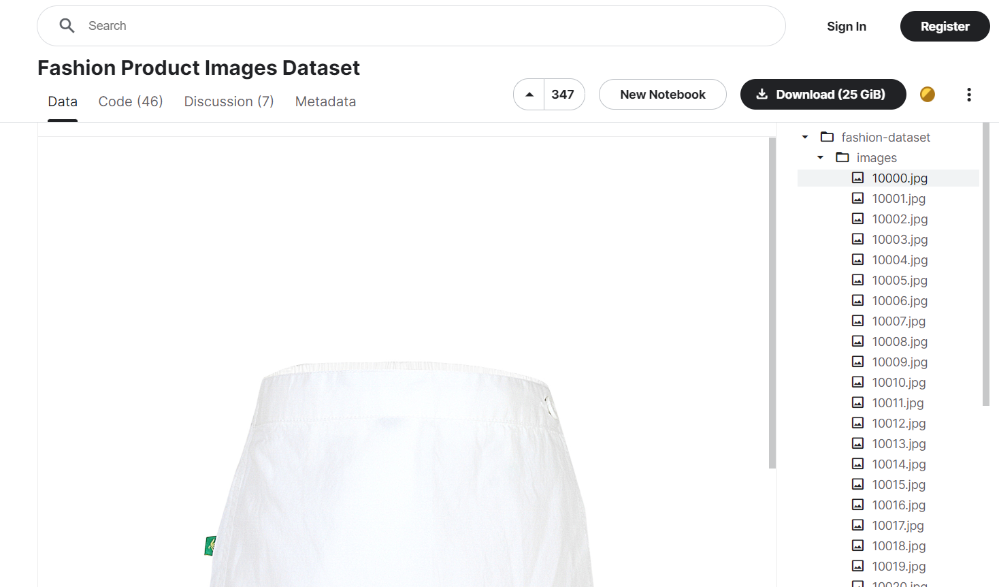 Search
Sign In
Register
Fashion Product Images Dataset
Data
Code (46)
Discussion (7)
Metadata
347
New Notebook
Download (25 GiB)
fashion-dataset
images
10000.jpg
10001.jpg
10002.jpg
10003.jpg
10004.jpg
10005.jpg
10006.jpg
10007.jpg
10008.jpg
10009.jpg
10010.jpg
10011.jpg
10012.jpg
10013.jpg
10014.jpg
10015.jpg
10016.jpg
10017.jpg
10018.jpg
10019.jpg
10020.jpg